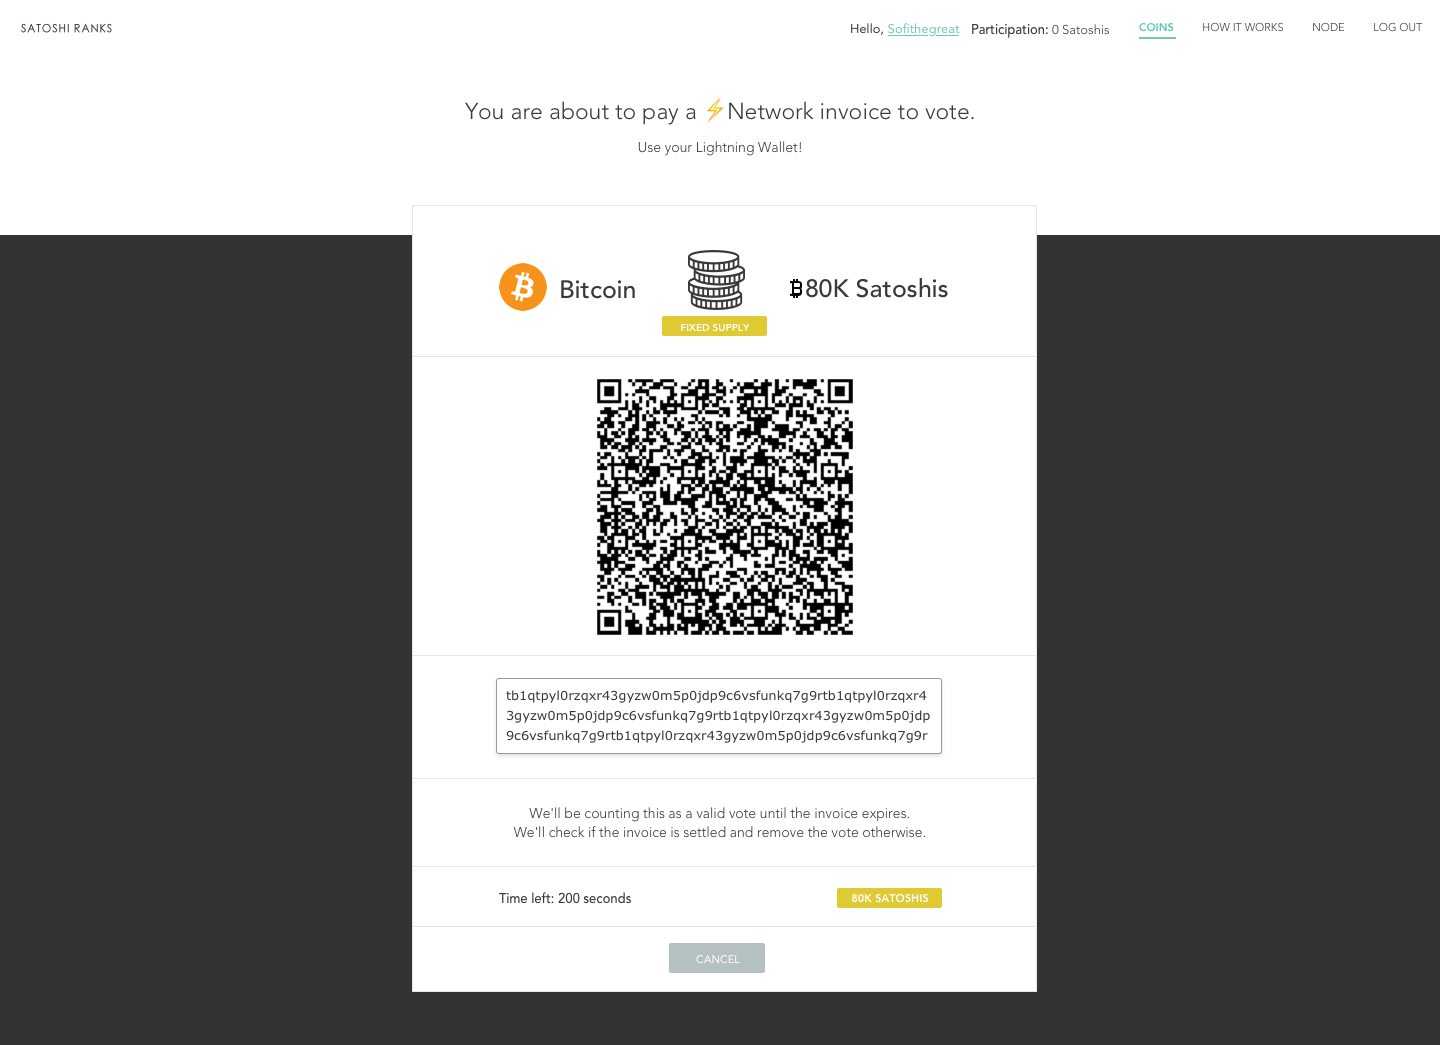 SATOSHI RANKS
Hello, Sofithegreat Participation: 0 Satoshis COINS HOW IT WORKS NODE LOG OUT
You are about to pay a ⚡Network invoice to vote.
Use your Lightning Wallet!
Bitcoin
₿80K Satoshis
FIXED SUPPLY
tb1qtpyl0rzqxr43gyzw0m5p0jdp9c6vsfunkq7g9rtb1qtpyl0rzqxr4
3gyzw0m5p0jdp9c6vsfunkq7g9rtb1qtpyl0rzqxr43gyzw0m5p0jdp
9c6vsfunkq7g9rtb1qtpyl0rzqxr43gyzw0m5p0jdp9c6vsfunkq7g9r
We'll be counting this as a valid vote until the invoice expires.
We'll check if the invoice is settled and remove the vote otherwise.
Time left: 200 seconds
80K SATOSHIS
CANCEL